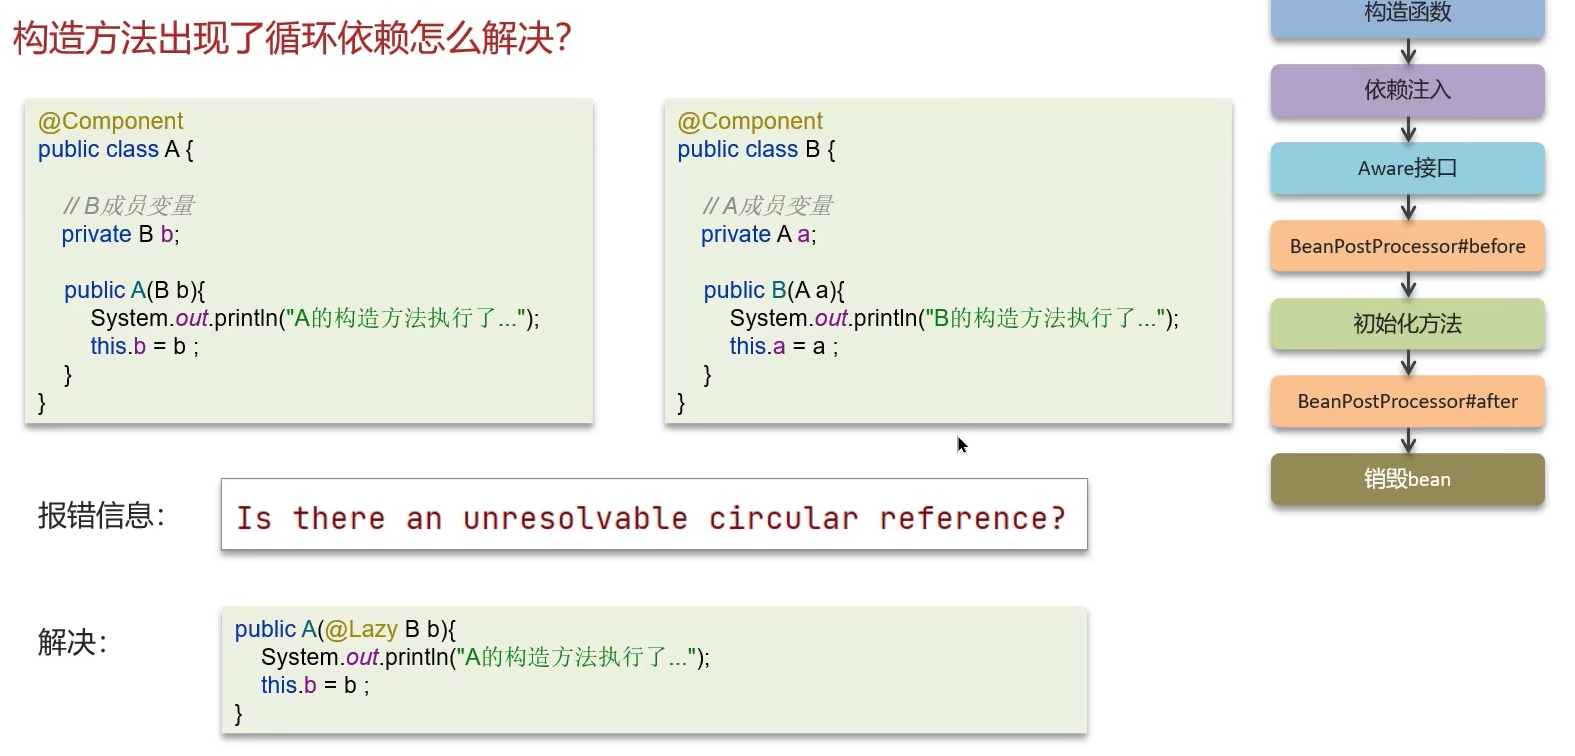 构造方法出现了循环依赖怎么解决?
@Component
public class A {
// B成员变量
private B b;
public A(B b){
System.out.println("A的构造方法执行了...");
this.b = b ;
}
}
@Component
public class B {
// A成员变量
private A a;
public B(A a){
System.out.println("B的构造方法执行了...");
this.a = a ;
}
}
报错信息：
Is there an unresolvable circular reference?
解决：
public A(@Lazy B b){
System.out.println("A的构造方法执行了...");
this.b = b ;
}
构造函数
依赖注入
Aware接口
BeanPostProcessor#before
初始化方法
BeanPostProcessor#after
销毁bean